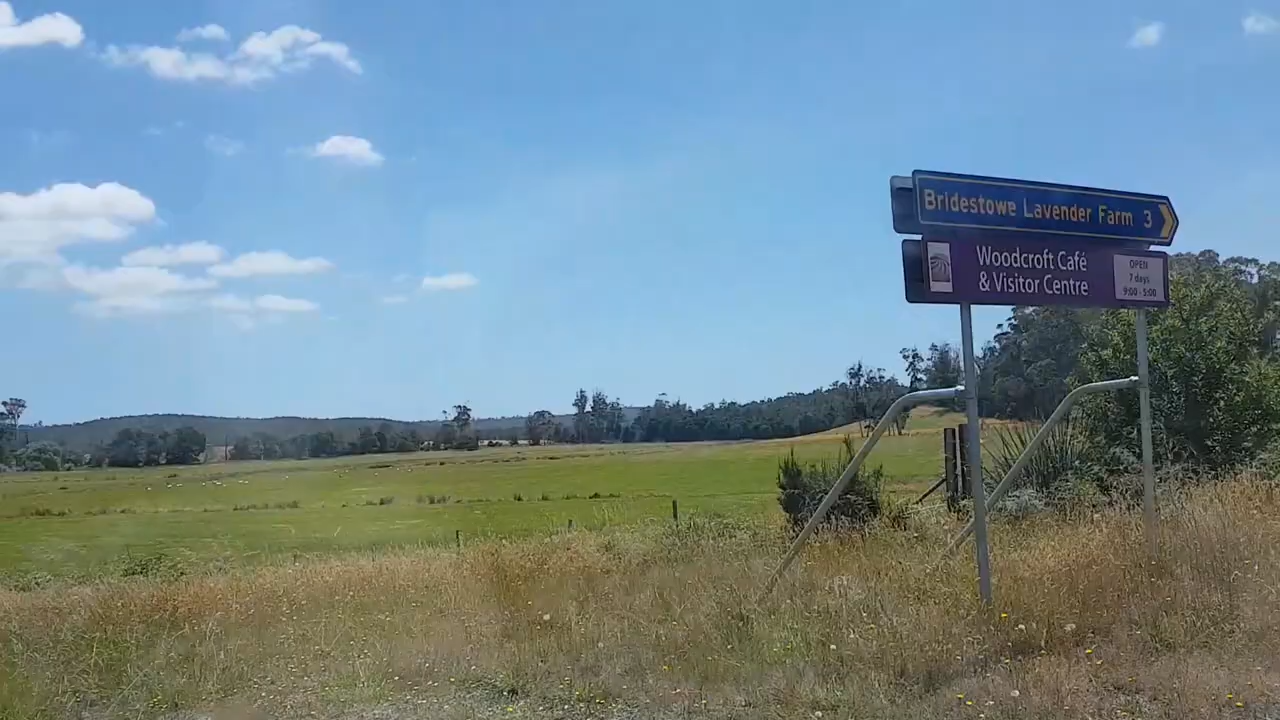 Bridestowe Lavender Farm 3
Woodcroft Café
& Visitor Centre
OPEN
7 days
9:00 - 5:00